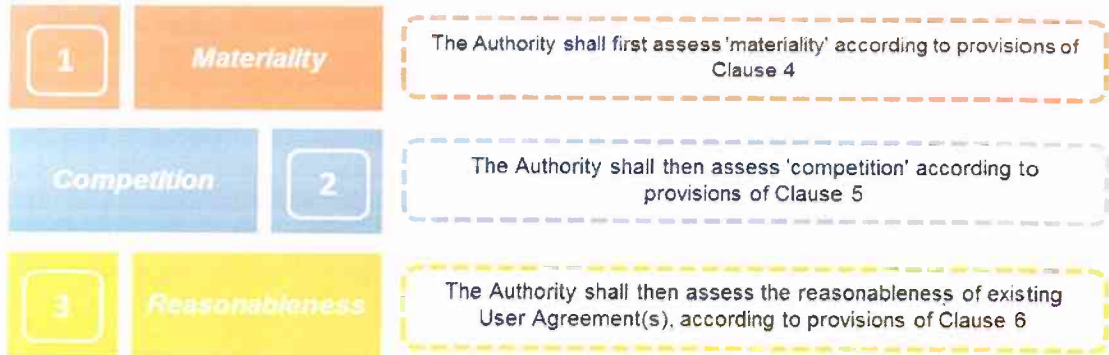 1
Materiality
The Authority shall first assess 'materiality' according to provisions of
Clause 4
Competition
2
The Authority shall then assess 'competition' according to
provisions of Clause 5
3
Reasonableness
The Authority shall then assess the reasonableness of existing
User Agreement(s), according to provisions of Clause 6